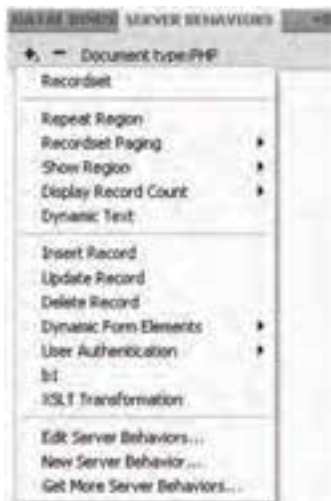 SERVER BEHAVIORS
Document type:PHP
Recordset
Repeat Region
Recordset Paging
Show Region
Display Record Count
Dynamic Text
Insert Record
Update Record
Delete Record
Dynamic Form Elements
User Authentication
XSLT Transformation
Edit Server Behaviors...
New Server Behavior...
Get More Server Behaviors...